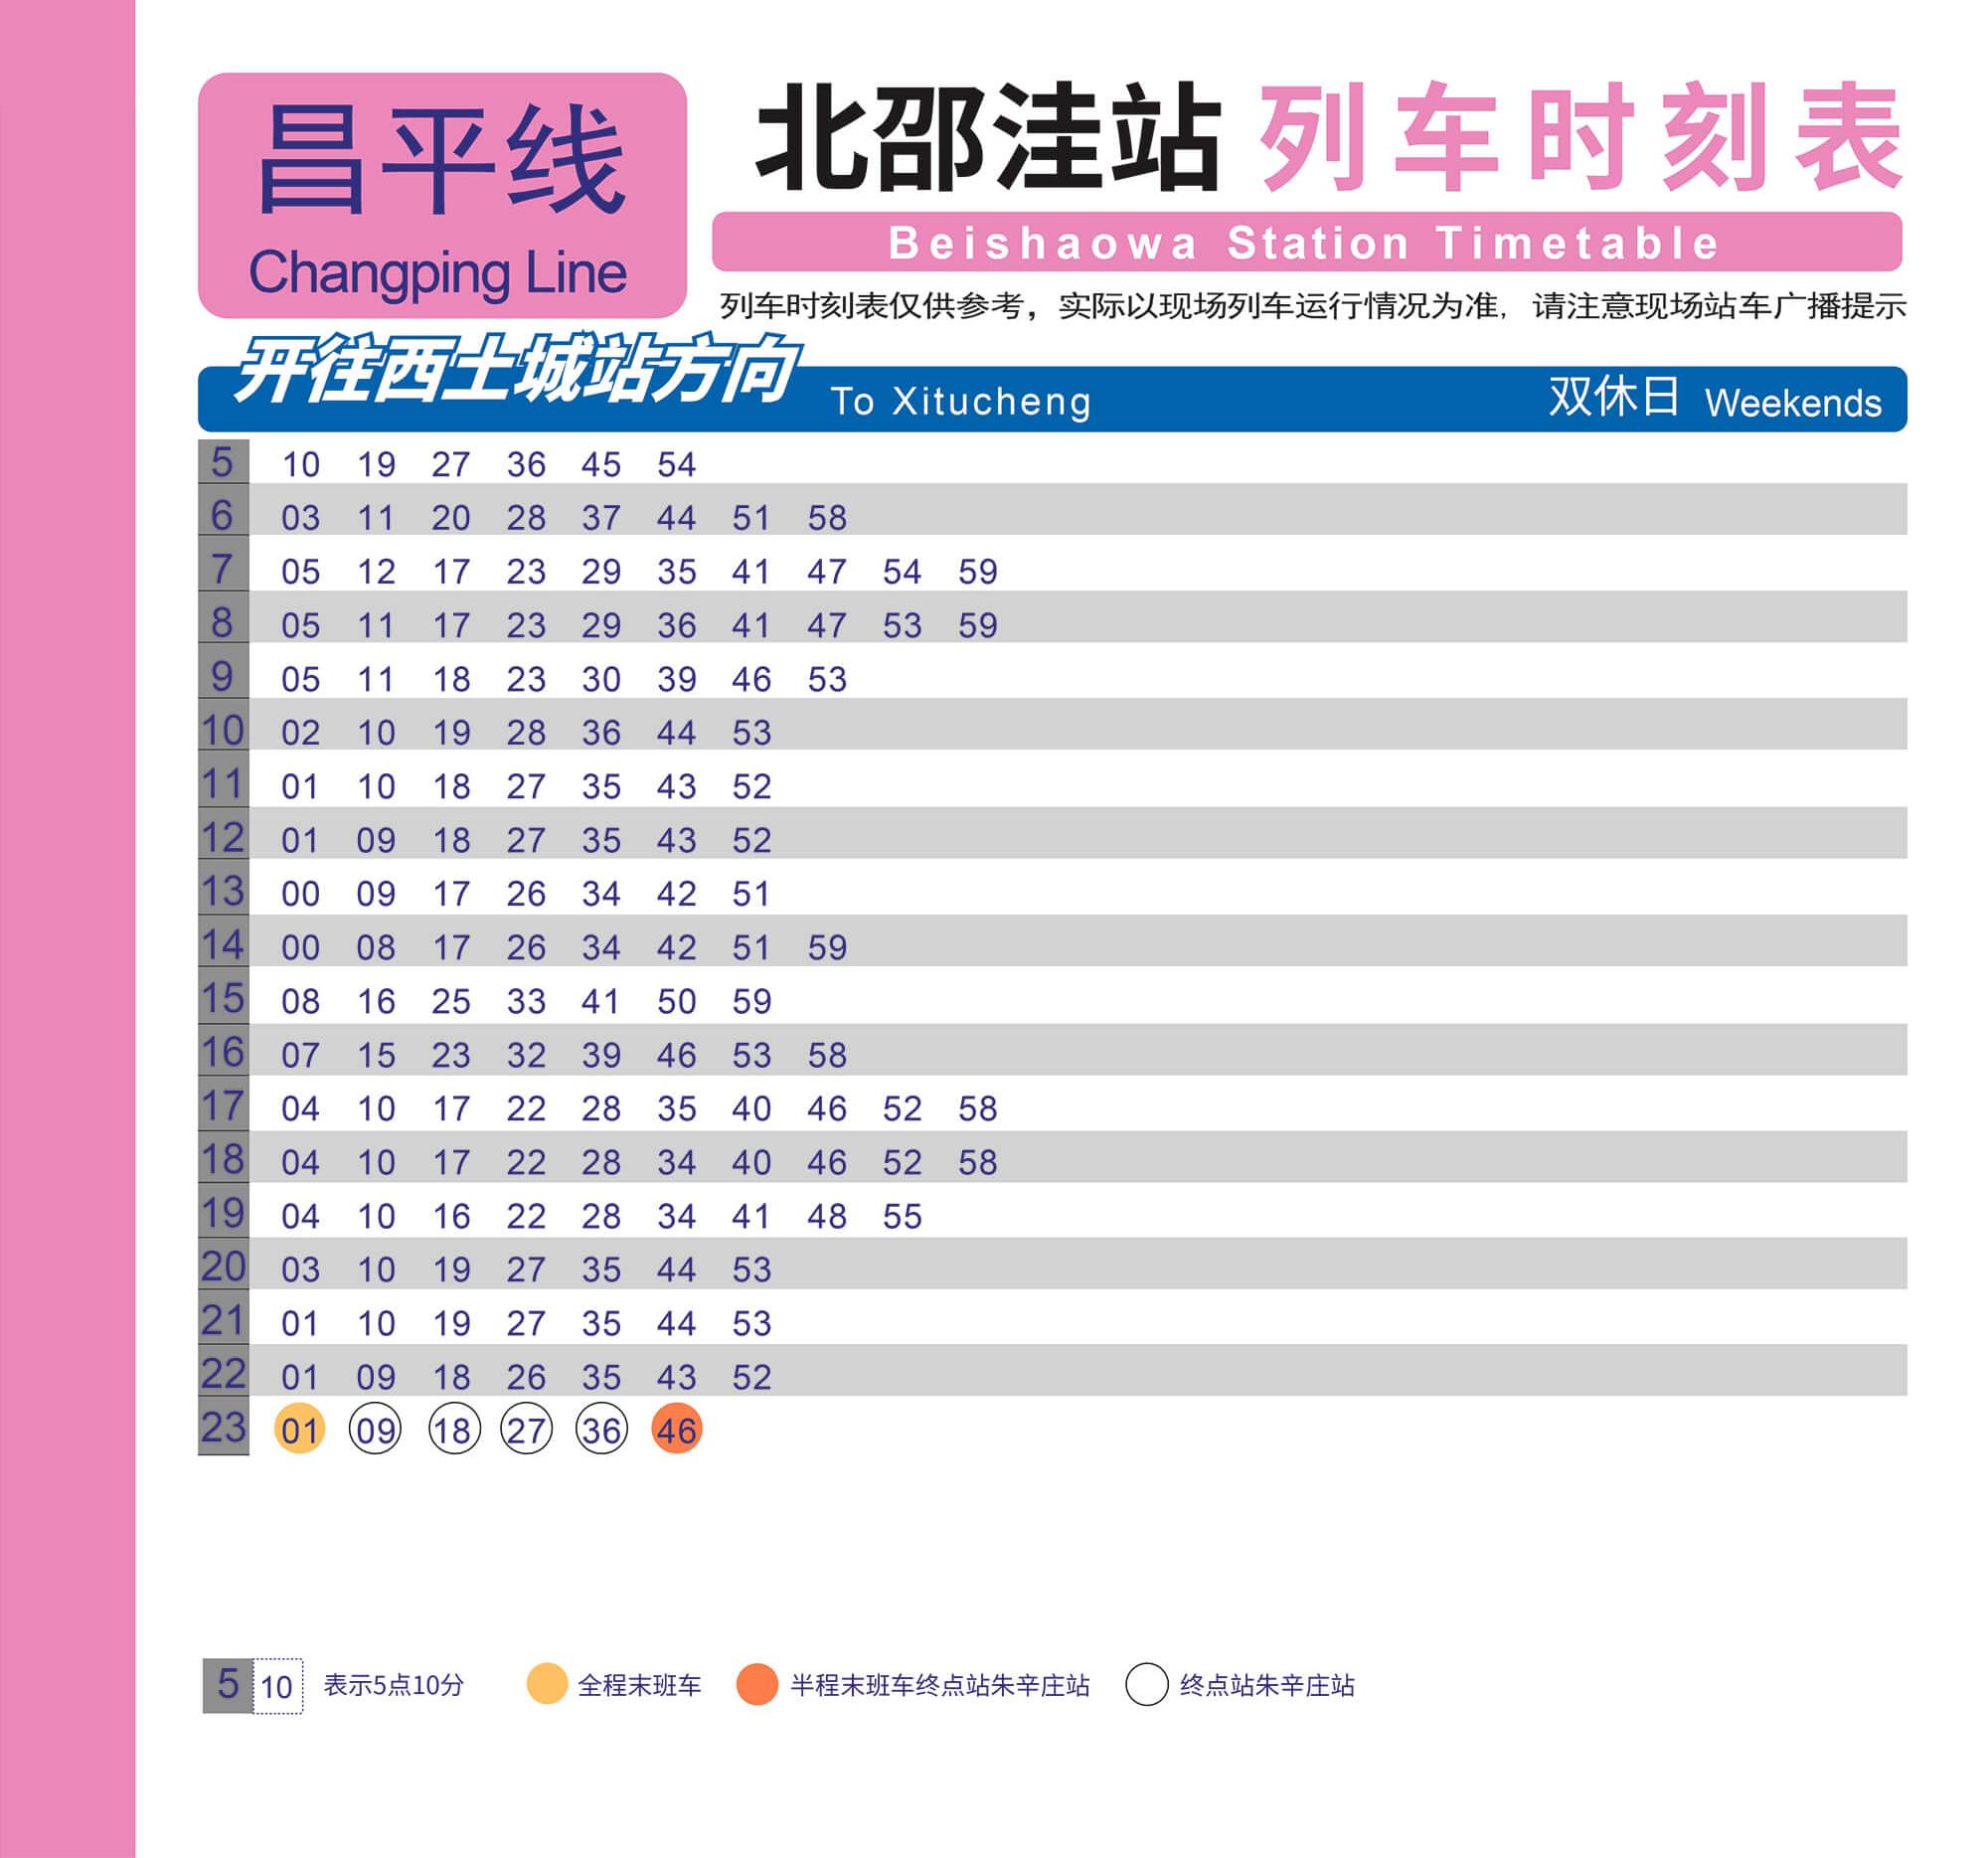 昌平线
Changping Line
北邵洼站 列车时刻表
Beishaowa Station Timetable
列车时刻表仅供参考，实际以现场列车运行情况为准，请注意现场站车广播提示
开往西土城站方向 To Xitucheng 双休日 Weekends
5 10 19 27 36 45 54
6 03 11 20 28 37 44 51 58
7 05 12 17 23 29 35 41 47 54 59
8 05 11 17 23 29 36 41 47 53 59
9 05 11 18 23 30 39 46 53
10 02 10 19 28 36 44 53
11 01 10 18 27 35 43 52
12 01 09 18 27 35 43 52
13 00 09 17 26 34 42 51
14 00 08 17 26 34 42 51 59
15 08 16 25 33 41 50 59
16 07 15 23 32 39 46 53 58
17 04 10 17 22 28 35 40 46 52 58
18 04 10 17 22 28 34 40 46 52 58
19 04 10 16 22 28 34 41 48 55
20 03 10 19 27 35 44 53
21 01 10 19 27 35 44 53
22 01 09 18 26 35 43 52
23 01 09 18 27 36 46
5 10 表示5点10分 全程末班车 半程末班车终点站朱辛庄站 终点站朱辛庄站